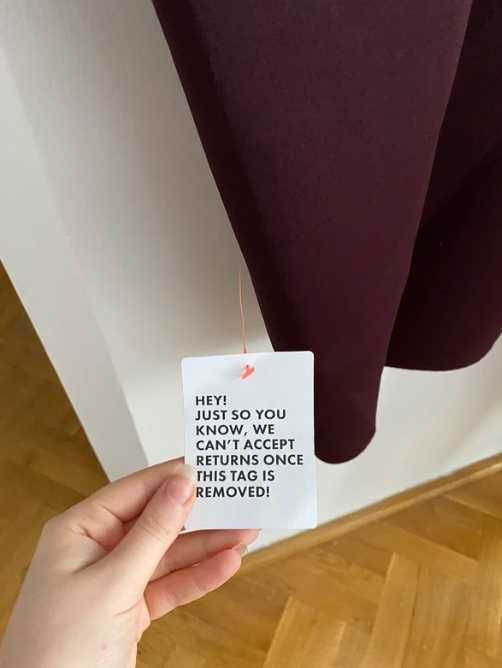 HEY!
JUST SO YOU
KNOW, WE
CAN'T ACCEPT
RETURNS ONCE
THIS TAG IS
REMOVED!